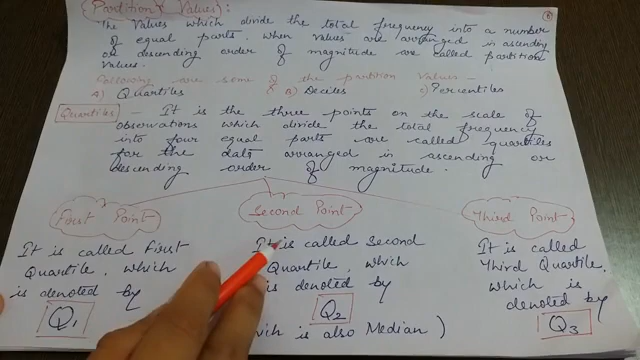 Partition Values :
The Values which divide the total frequency into a number
of equal parts. When values are arranged in ascending
or descending order of magnitude are called partition
values.
Following are some of the partition values -
A) Quartiles B) Deciles C) Percentiles
Quartiles - It is the three points on the scale of
observations which divide the total frequency
into four equal parts are called quartiles
for the data arranged in ascending or
descending order of magnitude.
First Point
It is called First
Quartile, which
is denoted by
Q1
Second Point
It is called Second
Quartile, which
is denoted by
Q2
which is also Median )
Third Point
It is called
Third Quartile,
which is
denoted by
Q3